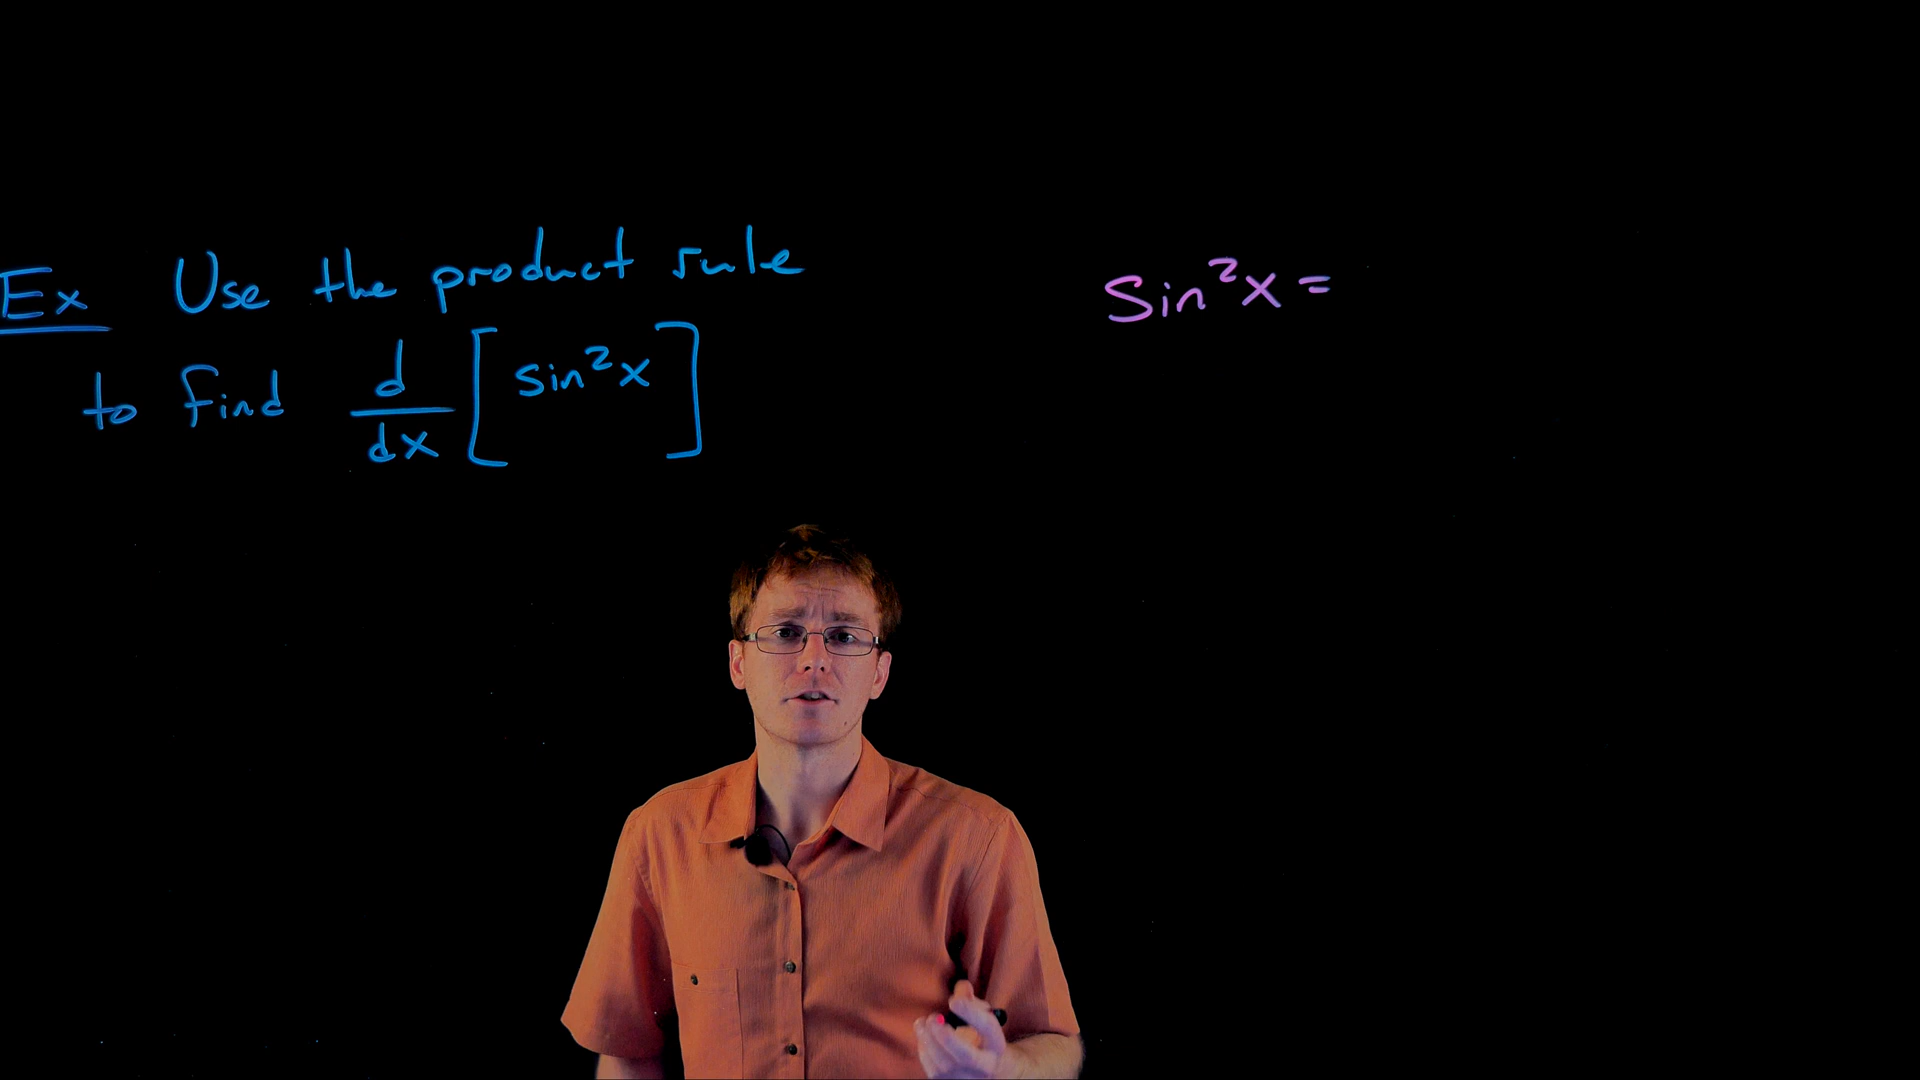 Ex Use the product rule
to find d/dx [sin²x]
Sin²x =